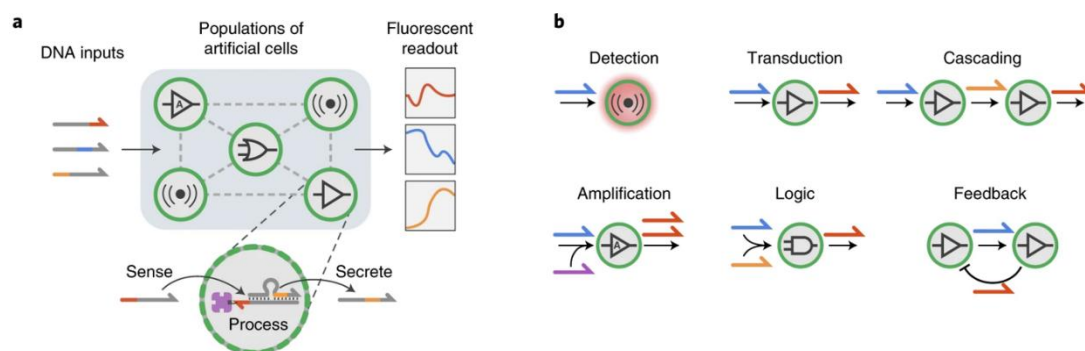 a
DNA inputs
Populations of
artificial cells
Fluorescent
readout
A
Sense
Process
Secrete
b
Detection
Transduction
Cascading
Amplification
A
Logic
Feedback